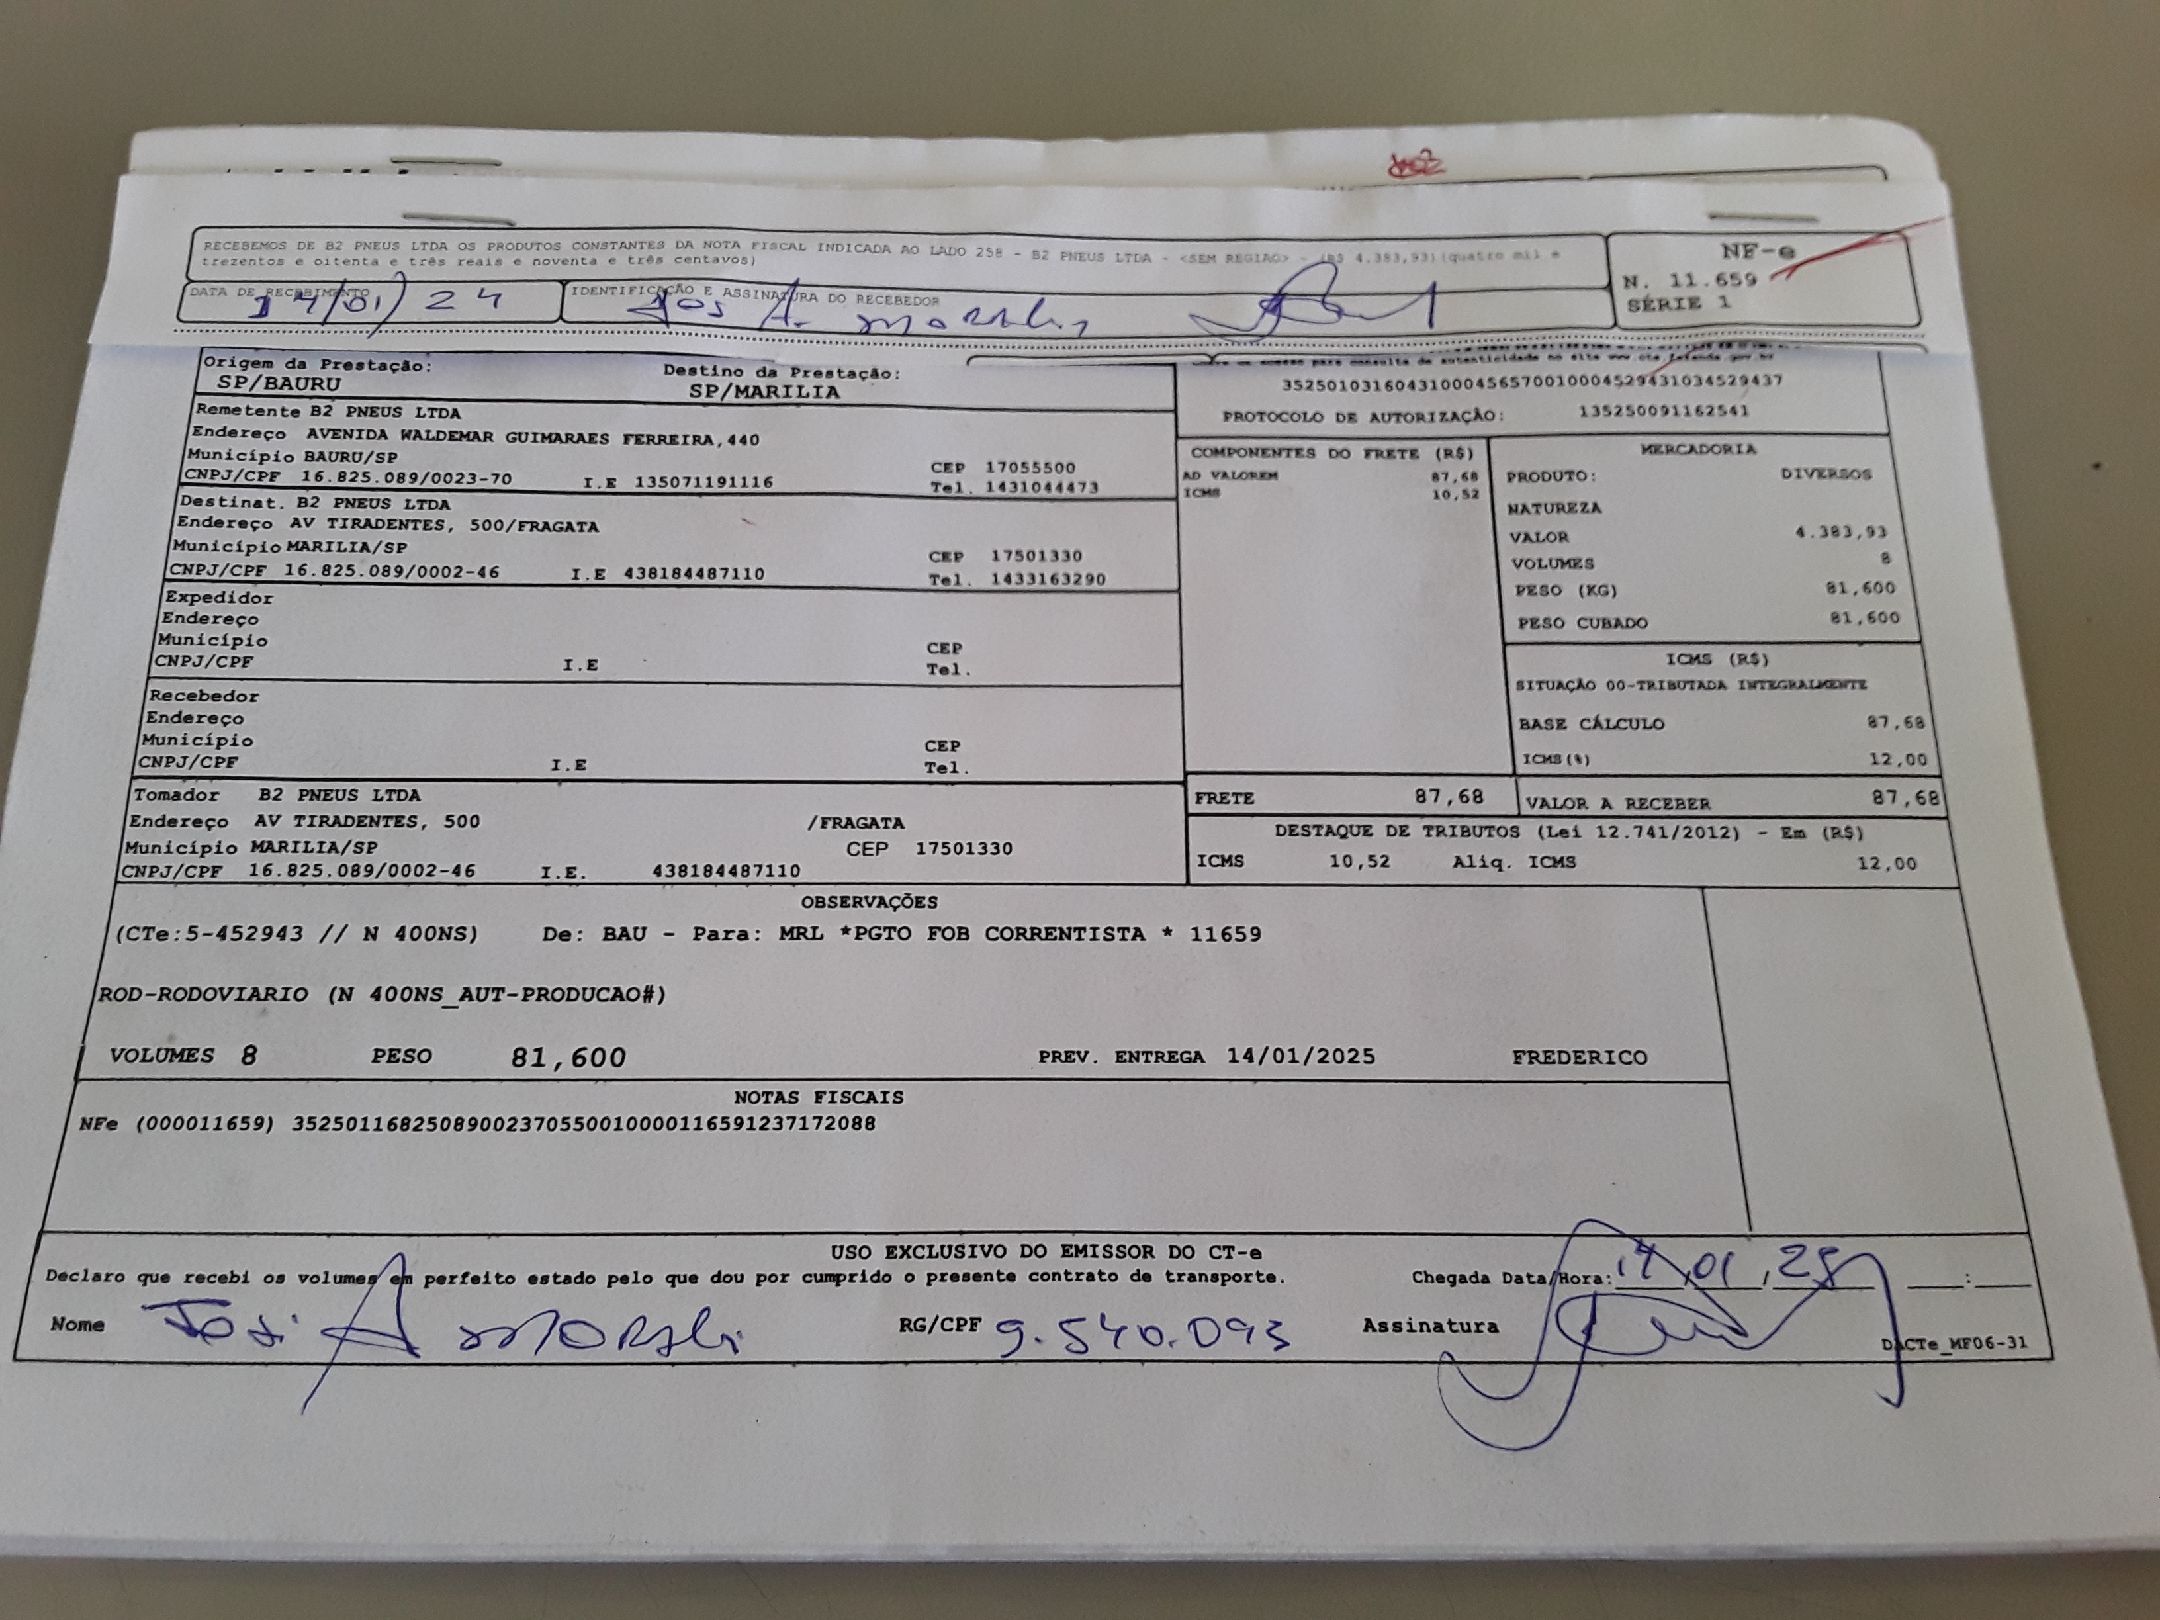 RECEBEMOS DE B2 PNEUS LTDA OS PRODUTOS CONSTANTES DA NOTA FISCAL INDICADA AO LADO 258 - B2 PNEUS LTDA - <SEM REGIAO> - (R$ 4.383,93)(quatro mil e
trezentos e oitenta e três reais e noventa e três centavos)
NF-e
N. 11.659
SÉRIE 1
DATA DE RECEBIMENTO
14/01/24
IDENTIFICAÇÃO E ASSINATURA DO RECEBEDOR
Origem da Prestação:
SP/BAURU
Destino da Prestação:
SP/MARILIA
para consulta de autenticidade no site www.cte.fazenda.gov.br
35250103160431000456570010004529431034529437
PROTOCOLO DE AUTORIZAÇÃO: 135250091162541
Remetente B2 PNEUS LTDA
Endereço AVENIDA WALDEMAR GUIMARAES FERREIRA,440
Município BAURU/SP CEP 17055500
CNPJ/CPF 16.825.089/0023-70 I.E 135071191116 Tel. 1431044473
Destinat. B2 PNEUS LTDA
Endereço AV TIRADENTES, 500/FRAGATA
Município MARILIA/SP CEP 17501330
CNPJ/CPF 16.825.089/0002-46 I.E 438184487110 Tel. 1433163290
Expedidor
Endereço
Município CEP
CNPJ/CPF I.E Tel.
Recebedor
Endereço
Município CEP
CNPJ/CPF I.E Tel.
Tomador B2 PNEUS LTDA
Endereço AV TIRADENTES, 500 /FRAGATA
Município MARILIA/SP CEP 17501330
CNPJ/CPF 16.825.089/0002-46 I.E. 438184487110
COMPONENTES DO FRETE (R$)
AD VALOREM 87,68
ICMS 10,52
MERCADORIA
PRODUTO: DIVERSOS
NATUREZA
VALOR 4.383,93
VOLUMES 8
PESO (KG) 81,600
PESO CUBADO 81,600
ICMS (R$)
SITUAÇÃO 00-TRIBUTADA INTEGRALMENTE
BASE CÁLCULO 87,68
ICMS(%) 12,00
FRETE 87,68 VALOR A RECEBER 87,68
DESTAQUE DE TRIBUTOS (Lei 12.741/2012) - Em (R$)
ICMS 10,52 Aliq. ICMS 12,00
OBSERVAÇÕES
(CTe:5-452943 // N 400NS) De: BAU - Para: MRL *PGTO FOB CORRENTISTA * 11659
ROD-RODOVIARIO (N 400NS_AUT-PRODUCAO#)
VOLUMES 8 PESO 81,600 PREV. ENTREGA 14/01/2025 FREDERICO
NOTAS FISCAIS
NFe (000011659) 35250116825089002370550010000116591237172088
USO EXCLUSIVO DO EMISSOR DO CT-e
Declaro que recebi os volumes em perfeito estado pelo que dou por cumprido o presente contrato de transporte. Chegada Data/Hora: 14/01/25 __:__
Nome RG/CPF 9.540.093 Assinatura
DACTe_MF06-31